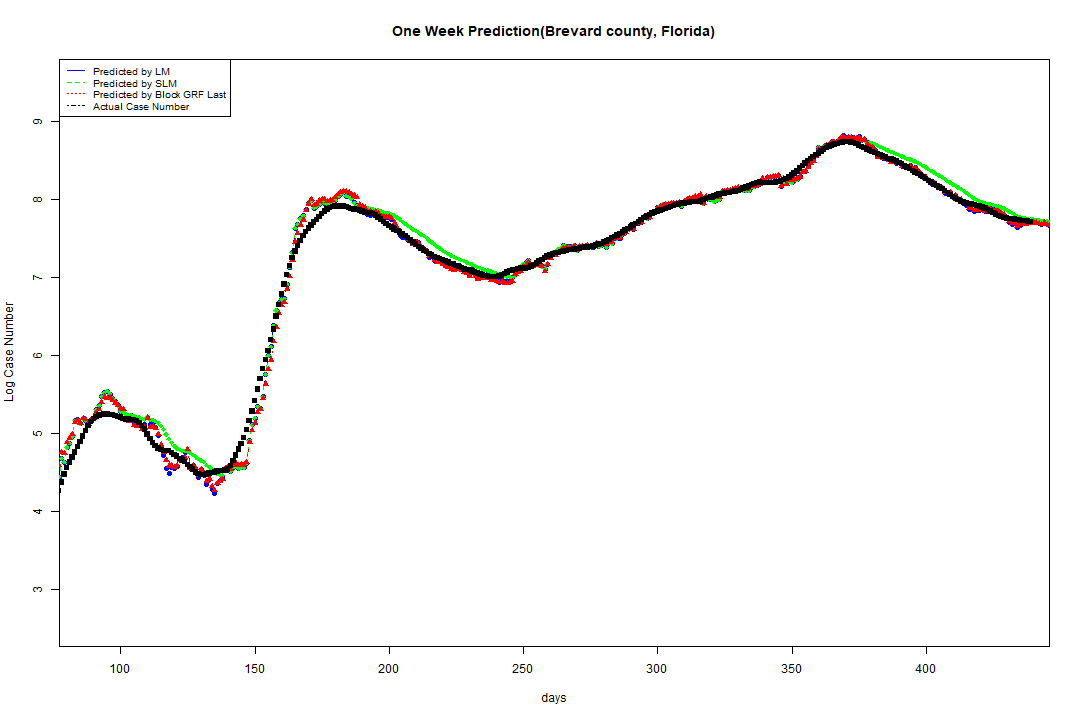 One Week Prediction(Brevard county, Florida)
Predicted by LM
Predicted by SLM
Predicted by Block GRF Last
Actual Case Number
9
8
7
6
5
4
3
Log Case Number
100 150 200 250 300 350 400
days